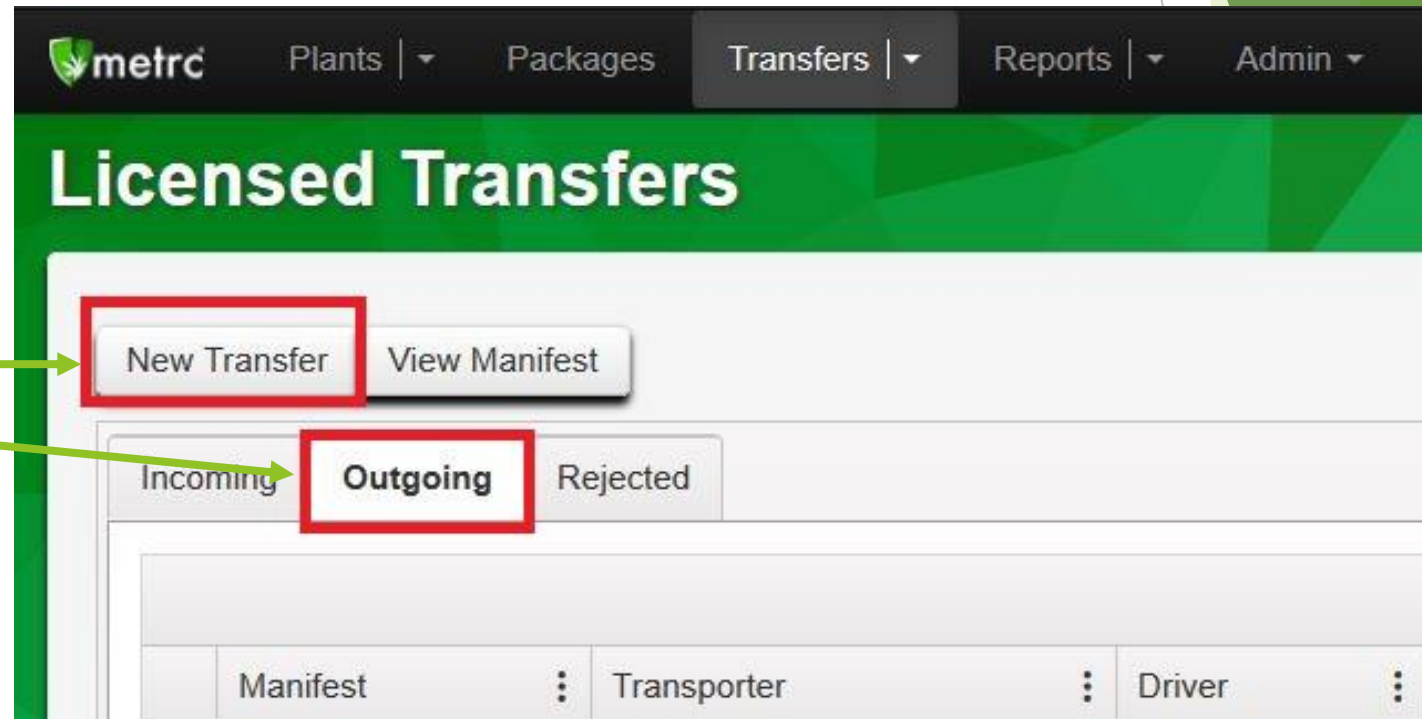 metrc Plants Packages Transfers Reports Admin
Licensed Transfers
New Transfer View Manifest
Incoming Outgoing Rejected
Manifest Transporter Driver